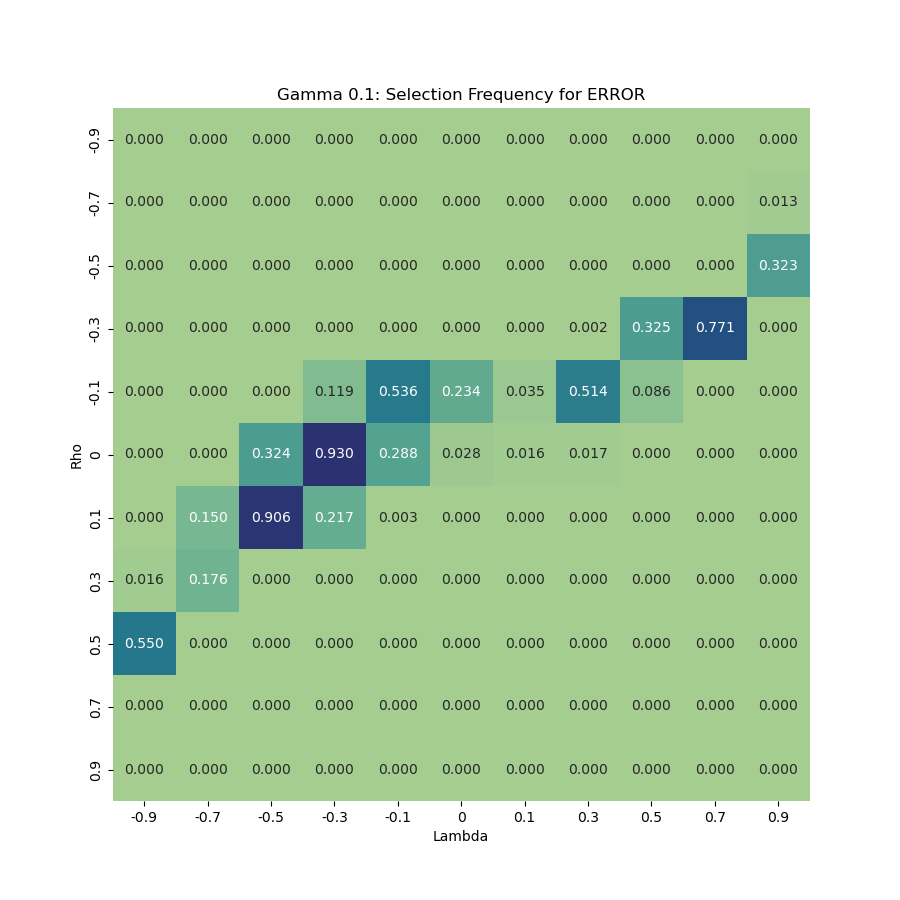 Gamma 0.1: Selection Frequency for ERROR
-0.9 0.000 0.000 0.000 0.000 0.000 0.000 0.000 0.000 0.000 0.000 0.000
-0.7 0.000 0.000 0.000 0.000 0.000 0.000 0.000 0.000 0.000 0.000 0.013
-0.5 0.000 0.000 0.000 0.000 0.000 0.000 0.000 0.000 0.000 0.000 0.323
-0.3 0.000 0.000 0.000 0.000 0.000 0.000 0.000 0.002 0.325 0.771 0.000
-0.1 0.000 0.000 0.000 0.119 0.536 0.234 0.035 0.514 0.086 0.000 0.000
Rho
0 0.000 0.000 0.324 0.930 0.288 0.028 0.016 0.017 0.000 0.000 0.000
0.1 0.000 0.150 0.906 0.217 0.003 0.000 0.000 0.000 0.000 0.000 0.000
0.3 0.016 0.176 0.000 0.000 0.000 0.000 0.000 0.000 0.000 0.000 0.000
0.5 0.550 0.000 0.000 0.000 0.000 0.000 0.000 0.000 0.000 0.000 0.000
0.7 0.000 0.000 0.000 0.000 0.000 0.000 0.000 0.000 0.000 0.000 0.000
0.9 0.000 0.000 0.000 0.000 0.000 0.000 0.000 0.000 0.000 0.000 0.000
-0.9 -0.7 -0.5 -0.3 -0.1 0 0.1 0.3 0.5 0.7 0.9
Lambda